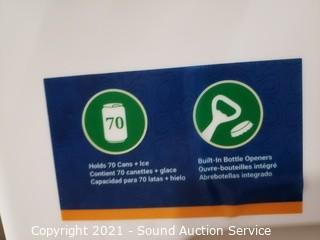 70
Holds 70 Cans + Ice
Contient 70 canettes + glace
Capacidad para 70 latas + hielo
Built-In Bottle Openers
Ouvre-bouteilles intégré
Abrebotellas integrado
Copyright 2021 - Sound Auction Service